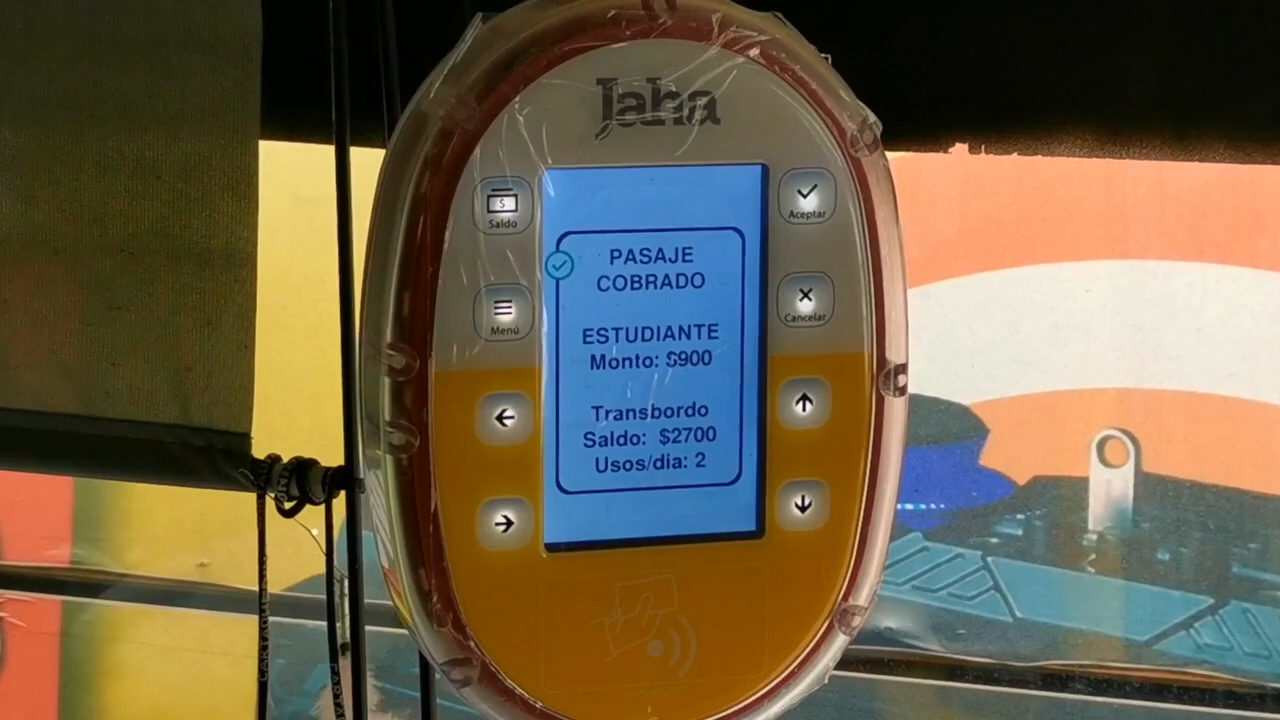 Jaha
Saldo
Aceptar
Menú
Cancelar
PASAJE
COBRADO
ESTUDIANTE
Monto: $900
Transbordo
Saldo: $2700
Usos/dia: 2